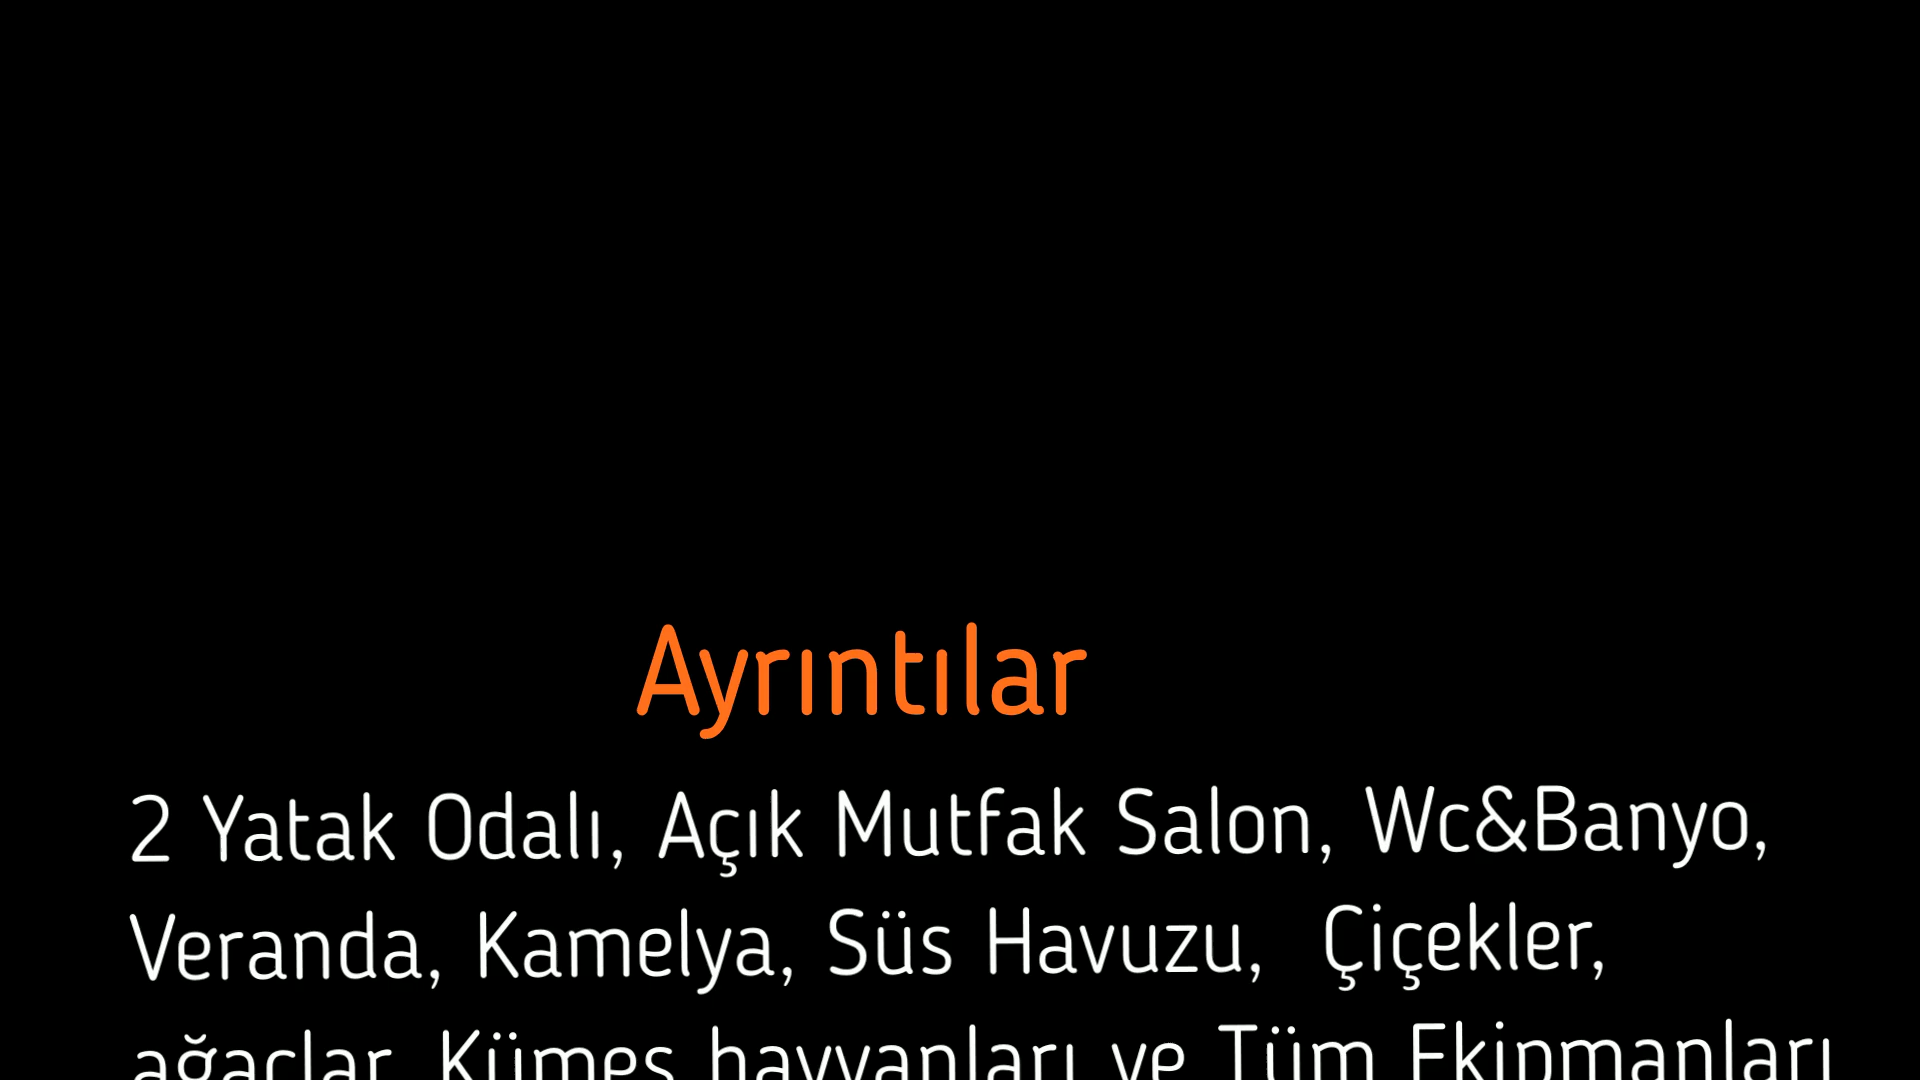 Ayrıntılar
2 Yatak Odalı, Açık Mutfak Salon, Wc&Banyo,
Veranda, Kamelya, Süs Havuzu, Çiçekler,
ağaçlar, Kümes hayvanları ve Tüm Ekipmanları